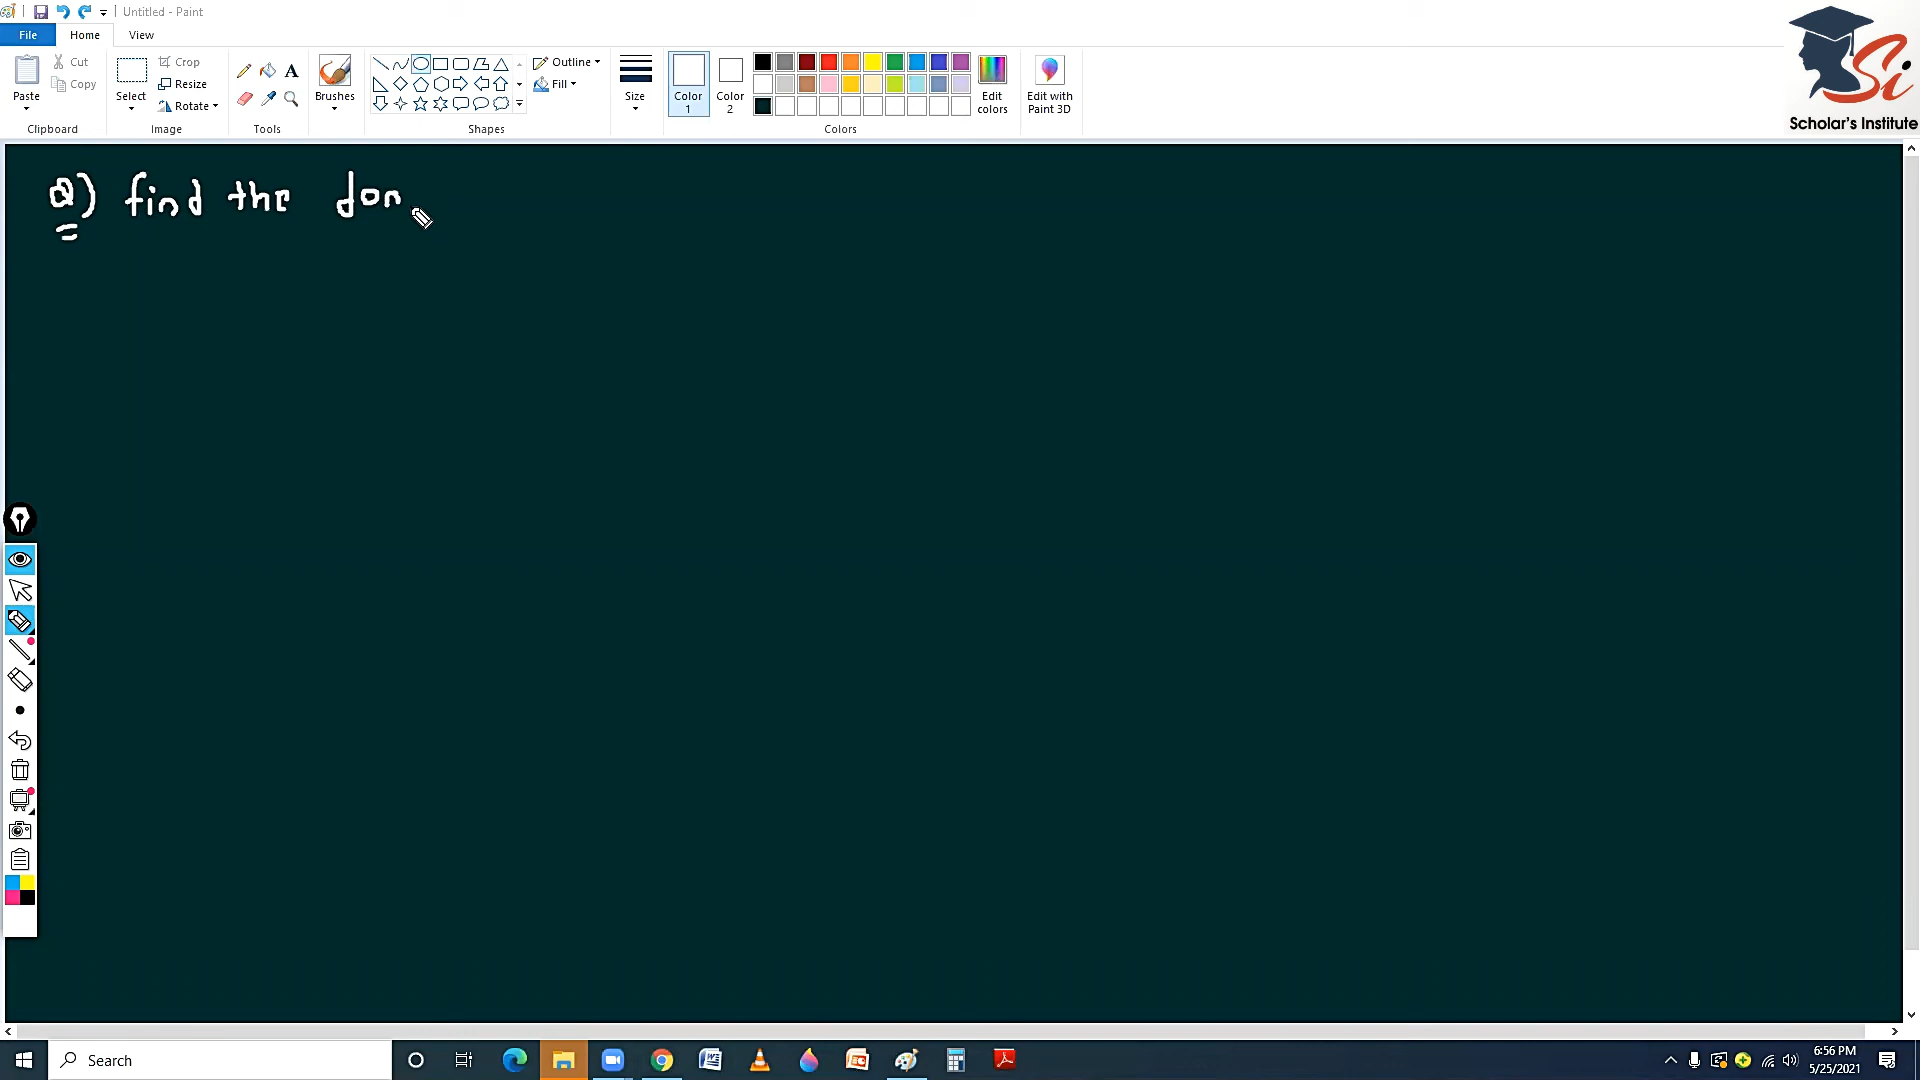 Untitled - Paint
File Home View
Paste
Cut
Copy
Clipboard
Select
Crop
Resize
Rotate
Image
A
Tools
Brushes
Outline
Fill
Shapes
Size
Color 1
Color 2
Edit colors
Colors
Edit with Paint 3D
Si
Scholar's Institute
Q) find the don
Search
6:56 PM
5/25/2021